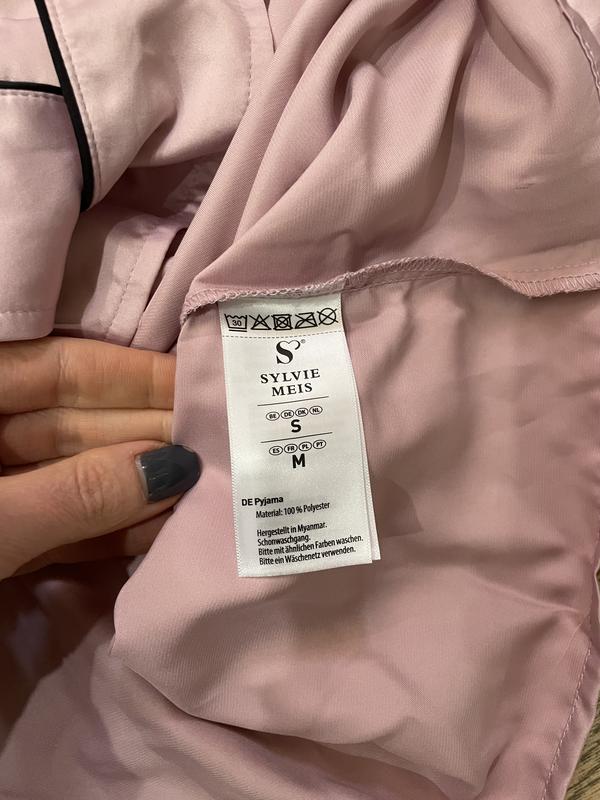 30
S®
SYLVIE
MEIS
BE DE DK NL
S
ES FR PL PT
M
DE Pyjama
Material: 100 % Polyester
Hergestellt in Myanmar.
Schonwaschgang.
Bitte mit ähnlichen Farben waschen.
Bitte ein Wäschenetz verwenden.